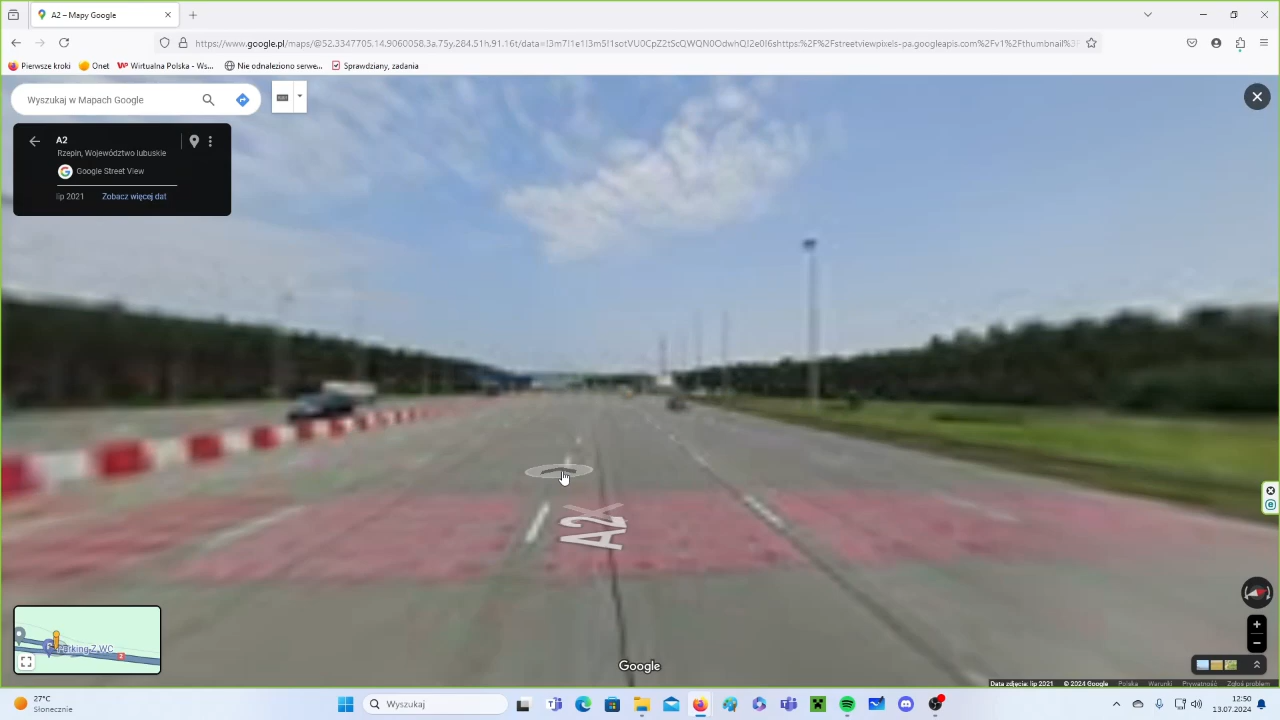 A2 – Mapy Google
https://www.google.pl/maps/@52.3347705,14.9060058,3a,75y,284.51h,91.16t/data=!3m7!1e1!3m5!1sotVU0CpZ2tScQWQN0OdwhQ!2e0!6shttps:%2F%2Fstreetviewpixels-pa.googleapis.com%2Fv1%2Fthumbnail%3
Pierwsze kroki Onet Wirtualna Polska - Ws... Nie odnaleziono serwe... Sprawdziany, zadania
Wyszukaj w Mapach Google
A2
Rzepin, Województwo lubuskie
Google Street View
lip 2021 Zobacz więcej dat
A2
Parking Z WC
2
Google
Data zdjęcia: lip 2021 © 2024 Google Polska Warunki Prywatność Zgłoś problem
27°C
Słonecznie
Wyszukaj
12:50
13.07.2024